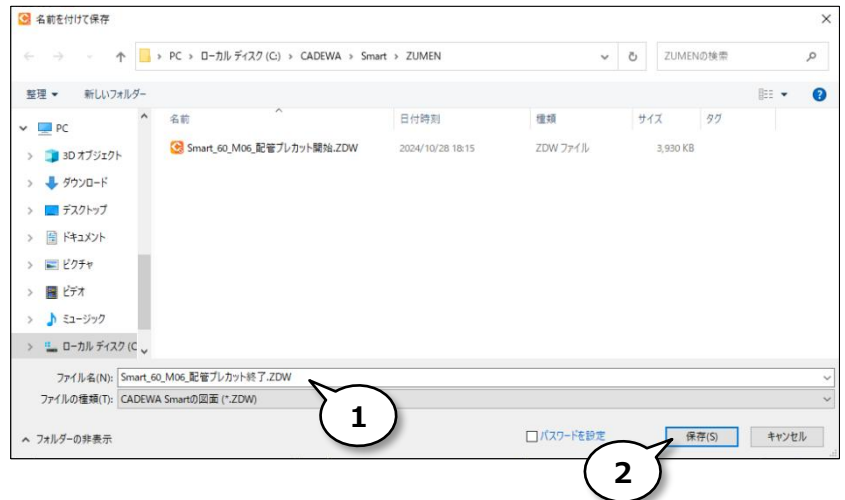 名前を付けて保存
PC › ローカル ディスク (C:) › CADEWA › Smart › ZUMEN
ZUMENの検索
整理 新しいフォルダー
名前 日付時刻 種類 サイズ タグ
PC
Smart_60_M06_配管プレカット開始.ZDW 2024/10/28 18:15 ZDW ファイル 3,930 KB
3D オブジェクト
ダウンロード
デスクトップ
ドキュメント
ピクチャ
ビデオ
ミュージック
ローカル ディスク (C
ファイル名(N): Smart_60_M06_配管プレカット終了.ZDW
ファイルの種類(T): CADEWA Smartの図面 (*.ZDW)
1
フォルダーの非表示 パスワードを設定 保存(S) キャンセル
2